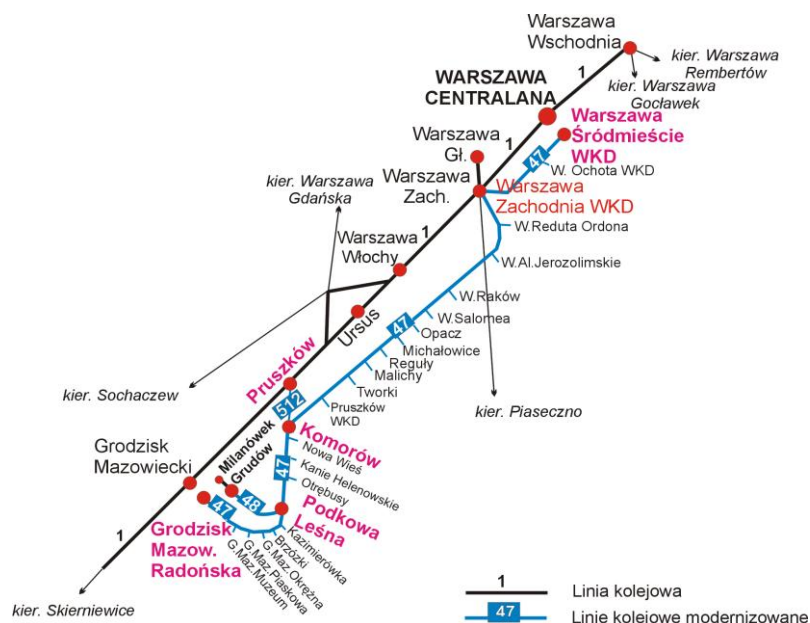 Warszawa
Wschodnia
kier. Warszawa
Rembertów
kier. Warszawa
Gocławek
WARSZAWA
CENTRALANA
1
Warszawa
Śródmieście
WKD
47
W. Ochota WKD
Warszawa
Gł.
1
Warszawa
Zach.
Warszawa
Zachodnia WKD
kier. Warszawa
Gdańska
W.Reduta Ordona
Warszawa
Włochy
1
W.Al.Jerozolimskie
W.Raków
W.Salomea
47
Opacz
Michałowice
Reguły
Malichy
Tworki
Pruszków
WKD
Ursus
kier. Sochaczew
Pruszków
kier. Piaseczno
512
Komorów
Nowa Wieś
Kanie Helenowskie
Otrębusy
47
Grodzisk
Mazowiecki
Milanówek
Grudów
48
47
Podkowa
Leśna
Kazimierówka
Brzózki
G.Maz.Okrężna
G.Maz.Piaskowa
G.Maz.Muzeum
Grodzisk
Mazow.
Radońska
1
kier. Skierniewice
1
Linia kolejowa
47
Linie kolejowe modernizowane